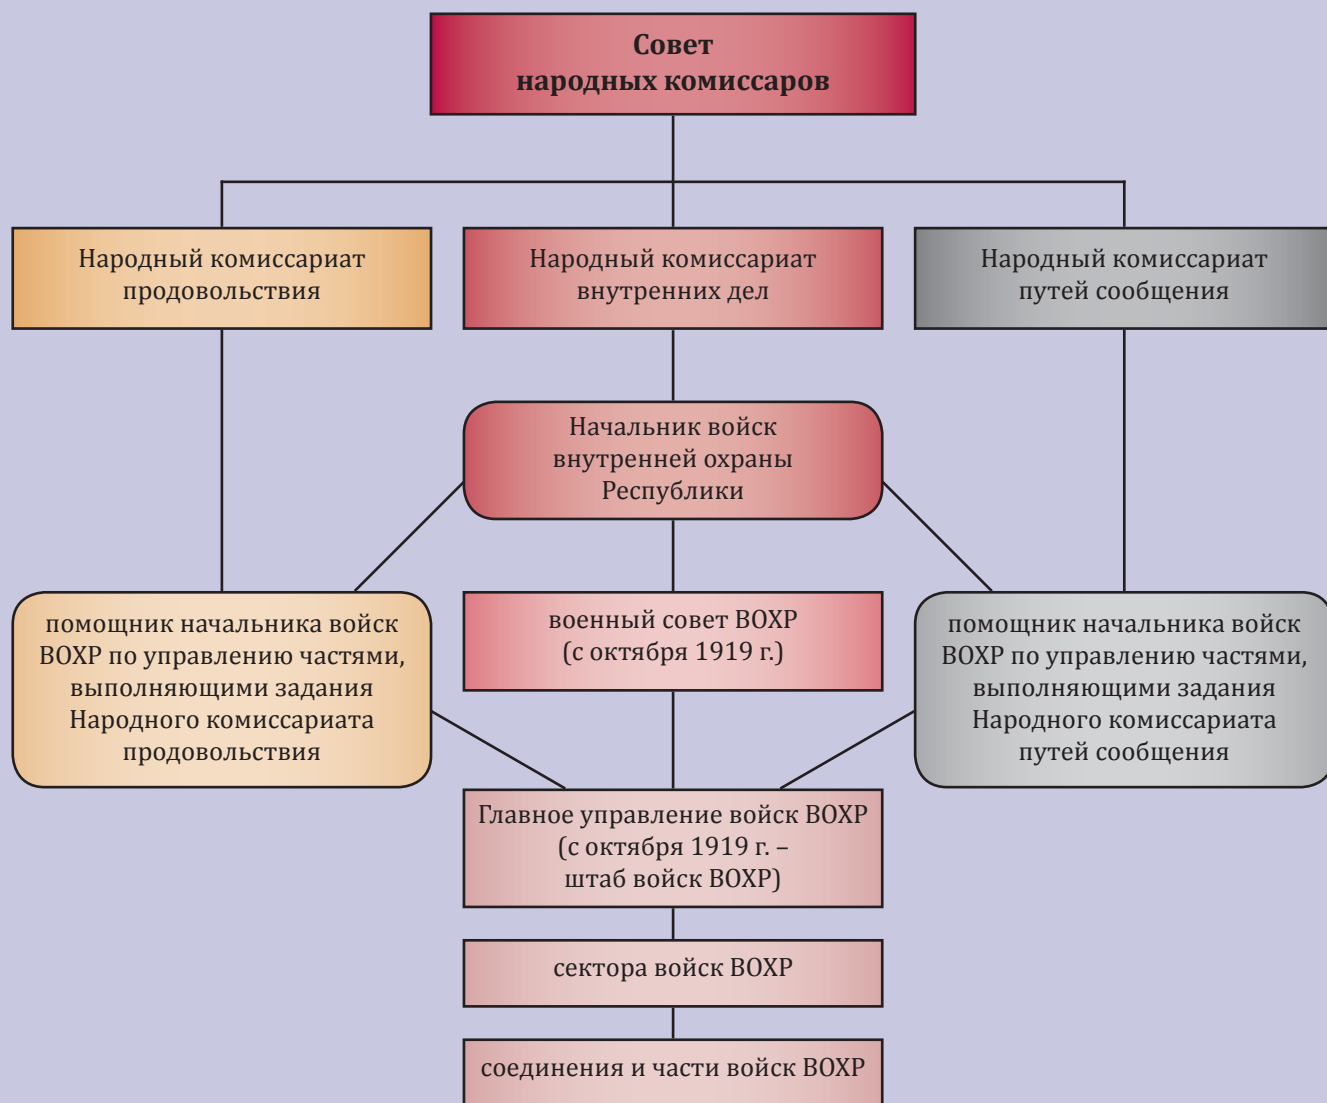 Совет
народных комиссаров
Народный комиссариат
продовольствия
Народный комиссариат
внутренних дел
Народный комиссариат
путей сообщения
Начальник войск
внутренней охраны
Республики
помощник начальника войск
ВОХР по управлению частями,
выполняющими задания
Народного комиссариата
продовольствия
военный совет ВОХР
(с октября 1919 г.)
помощник начальника войск
ВОХР по управлению частями,
выполняющими задания
Народного комиссариата
путей сообщения
Главное управление войск ВОХР
(с октября 1919 г. –
штаб войск ВОХР)
сектора войск ВОХР
соединения и части войск ВОХР